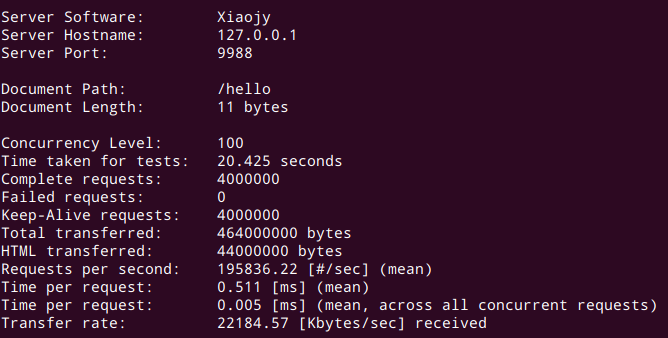 Server Software: Xiaojy
Server Hostname: 127.0.0.1
Server Port: 9988
Document Path: /hello
Document Length: 11 bytes
Concurrency Level: 100
Time taken for tests: 20.425 seconds
Complete requests: 4000000
Failed requests: 0
Keep-Alive requests: 4000000
Total transferred: 464000000 bytes
HTML transferred: 44000000 bytes
Requests per second: 195836.22 [#/sec] (mean)
Time per request: 0.511 [ms] (mean)
Time per request: 0.005 [ms] (mean, across all concurrent requests)
Transfer rate: 22184.57 [Kbytes/sec] received